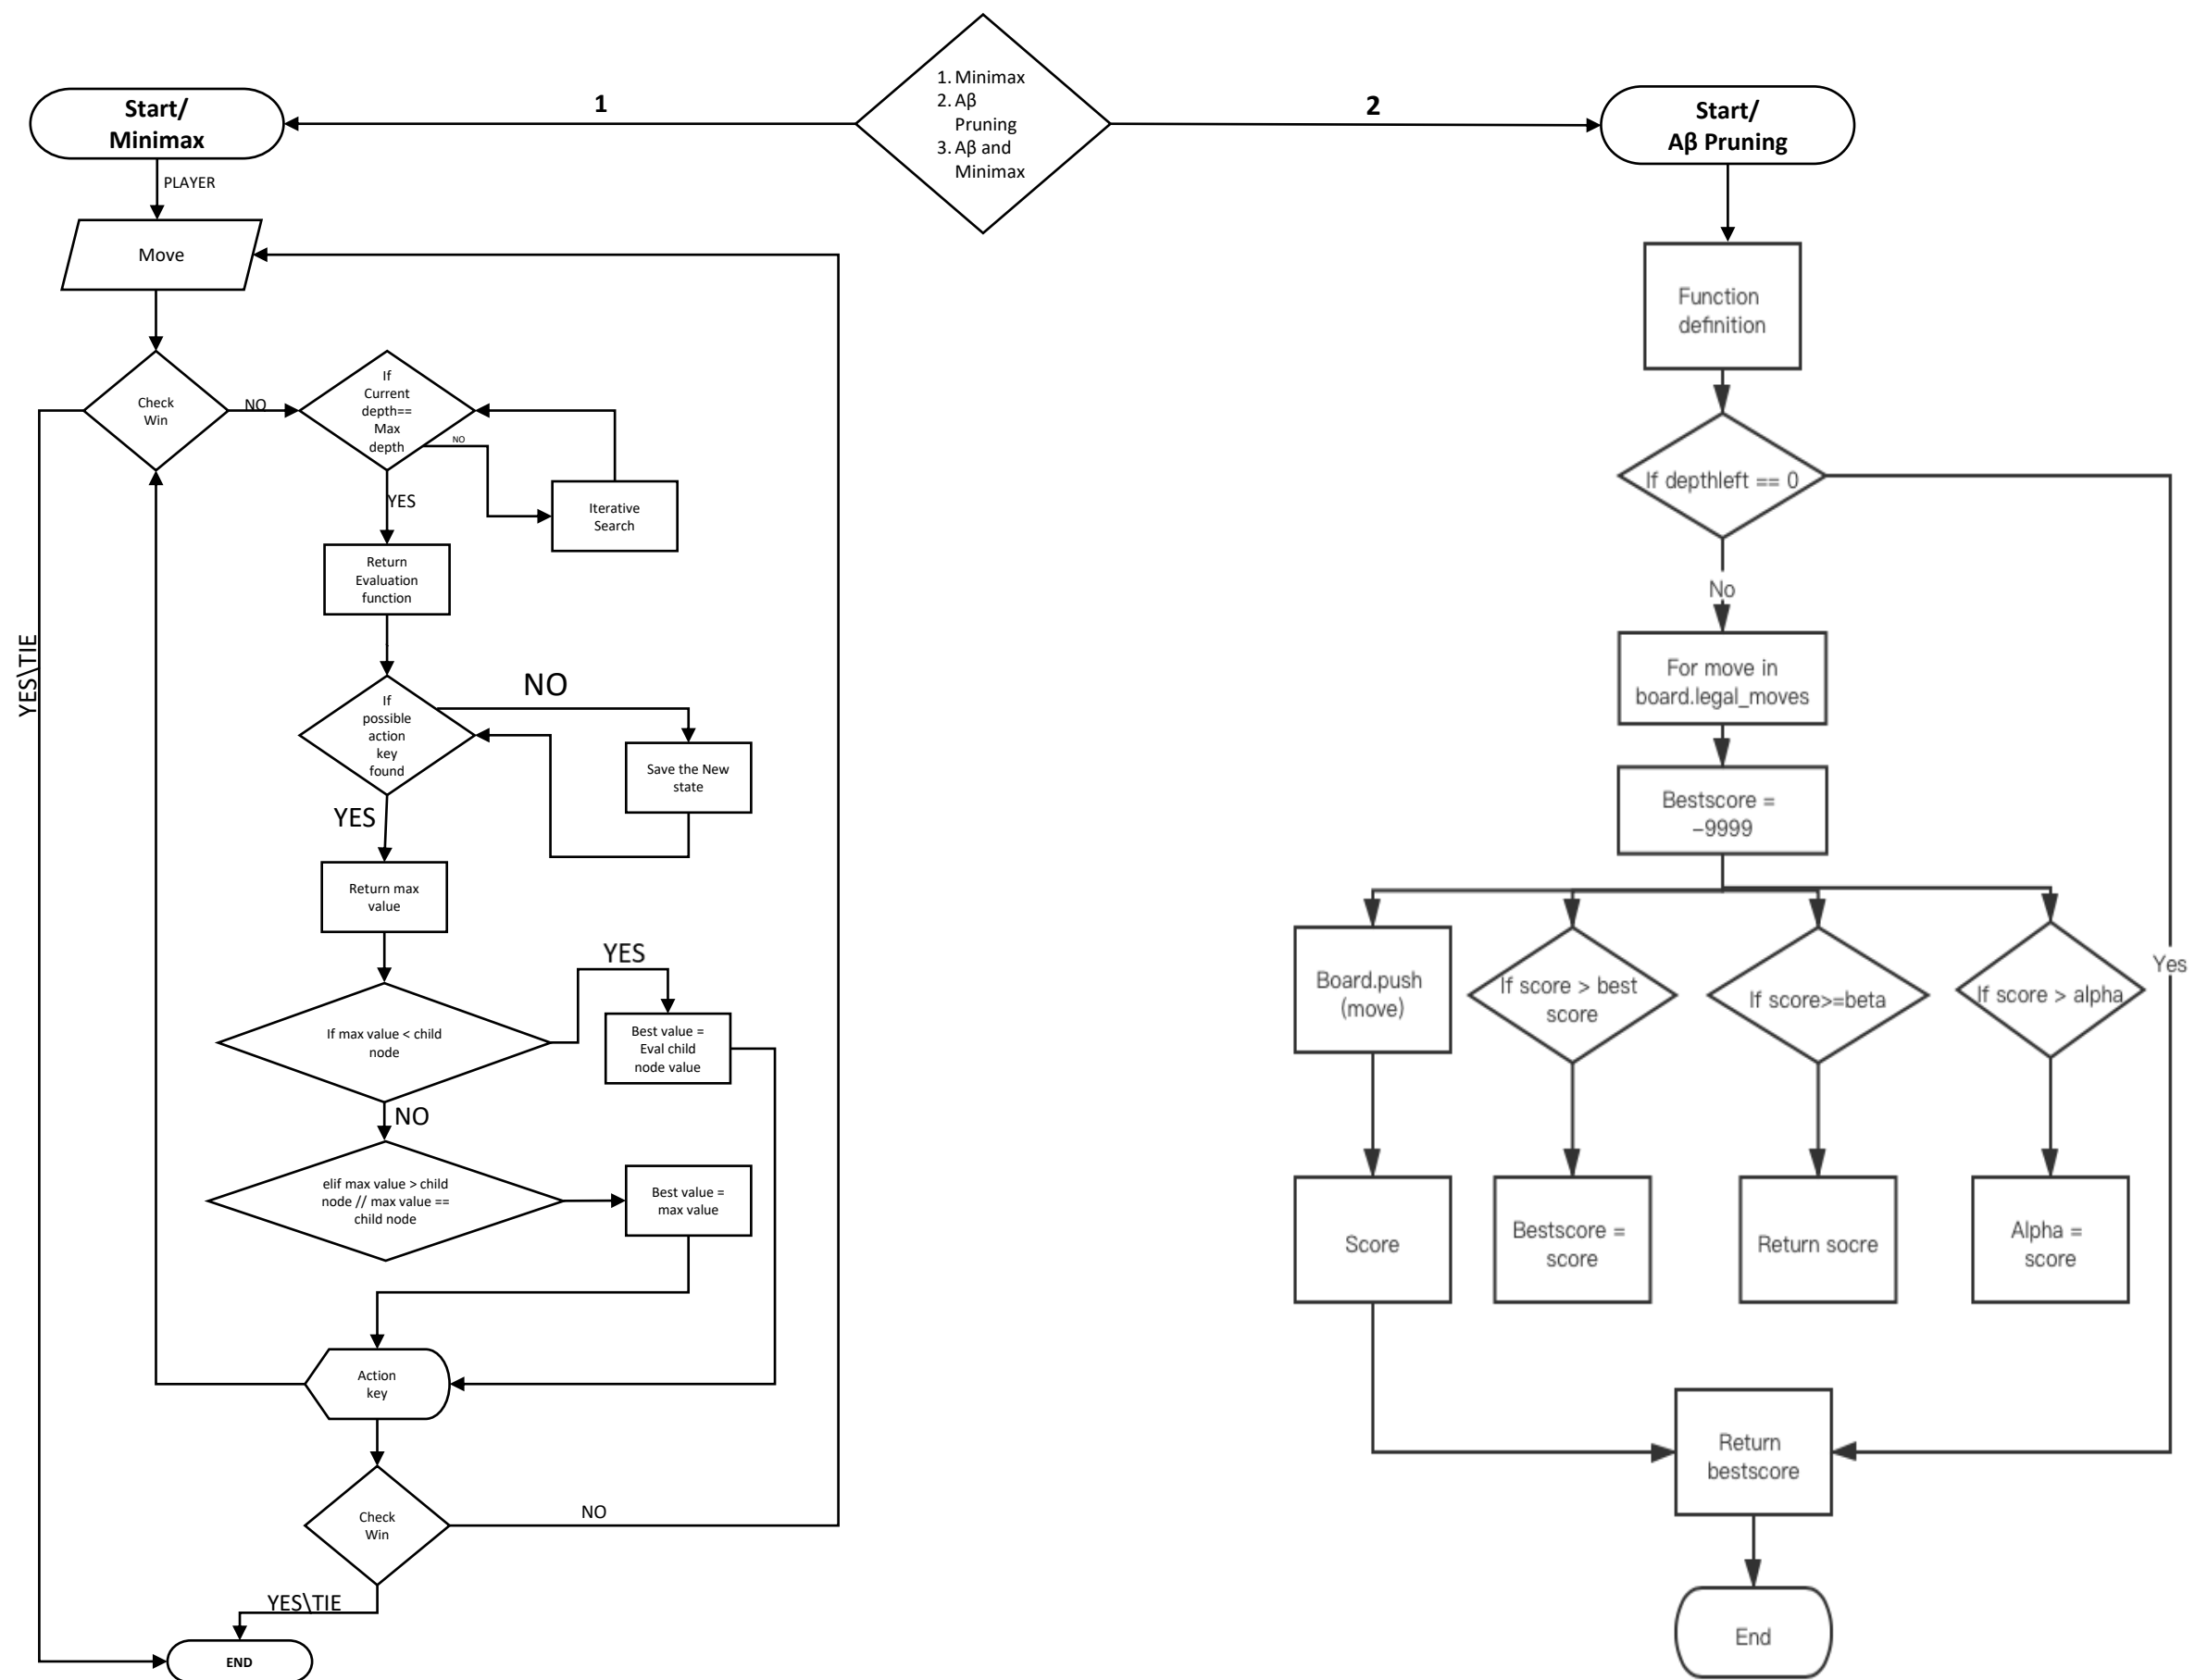 1. Minimax
2. Aβ
Pruning
3. Aβ and
Minimax
1
2
Start/
Minimax
PLAYER
Move
Check
Win
NO
If
Current
depth==
Max
depth
NO
Iterative
Search
YES
Return
Evaluation
function
YES\TIE
If
possible
action
key
found
NO
Save the New
state
YES
Return max
value
If max value < child
node
YES
Best value =
Eval child
node value
NO
elif max value > child
node // max value ==
child node
Best value =
max value
Action
key
Check
Win
NO
YES\TIE
END
Start/
Aβ Pruning
Function
definition
If depthleft == 0
No
Yes
For move in
board.legal_moves
Bestscore =
-9999
Board.push
(move)
If score > best
score
If score>=beta
If score > alpha
Score
Bestscore =
score
Return socre
Alpha =
score
Return
bestscore
End